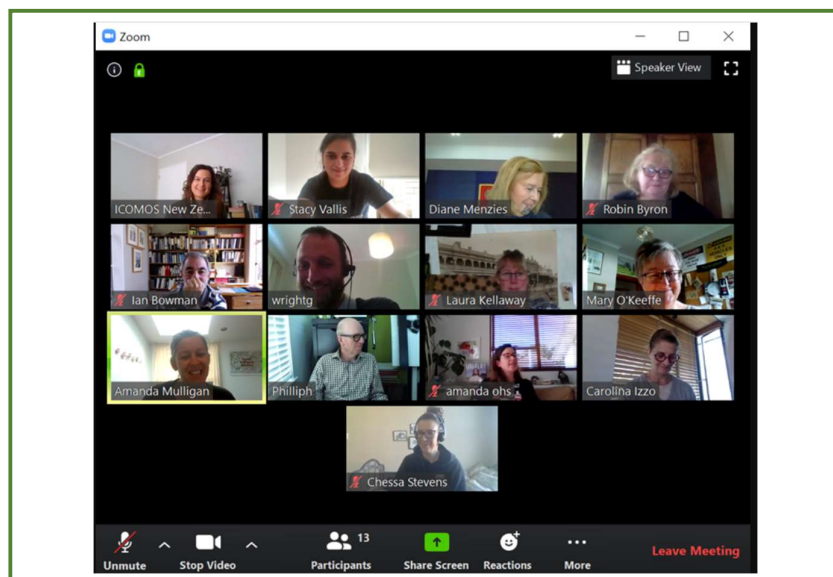 Zoom
Speaker View
ICOMOS New Ze...
Stacy Vallis
Diane Menzies
Robin Byron
Ian Bowman
wrightg
Laura Kellaway
Mary O'Keeffe
Amanda Mulligan
Philliph
amanda ohs
Carolina Izzo
Chessa Stevens
13
Unmute
Stop Video
Participants
Share Screen
Reactions
More
Leave Meeting